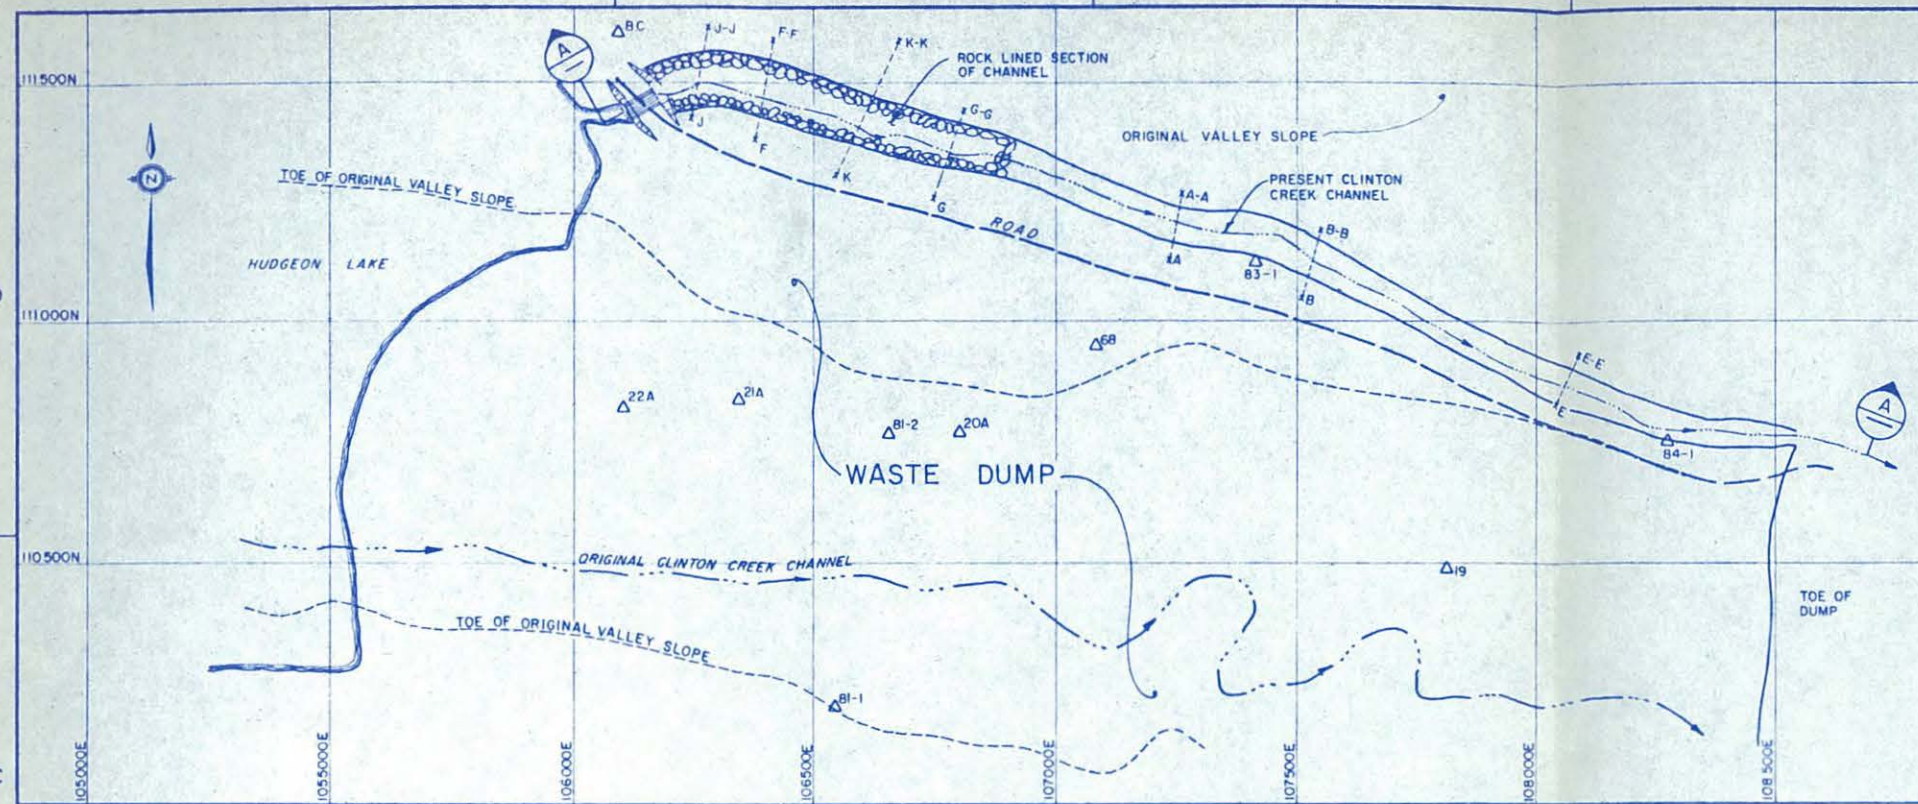 8C
J-J
F-F
K-K
ROCK LINED SECTION
OF CHANNEL
A
111500N
G-G
J
F
ORIGINAL VALLEY SLOPE
N
TOE OF ORIGINAL VALLEY SLOPE
K
G
PRESENT CLINTON
CREEK CHANNEL
A-A
ROAD
B-B
HUDGEON LAKE
A
83-1
B
111000N
68
E-E
22A
21A
81-2
20A
E
A
84-1
WASTE DUMP
110500N
ORIGINAL CLINTON CREEK CHANNEL
19
TOE OF
DUMP
TOE OF ORIGINAL VALLEY SLOPE
81-1
105000E
105500E
106000E
106500E
107000E
107500E
108000E
108500E